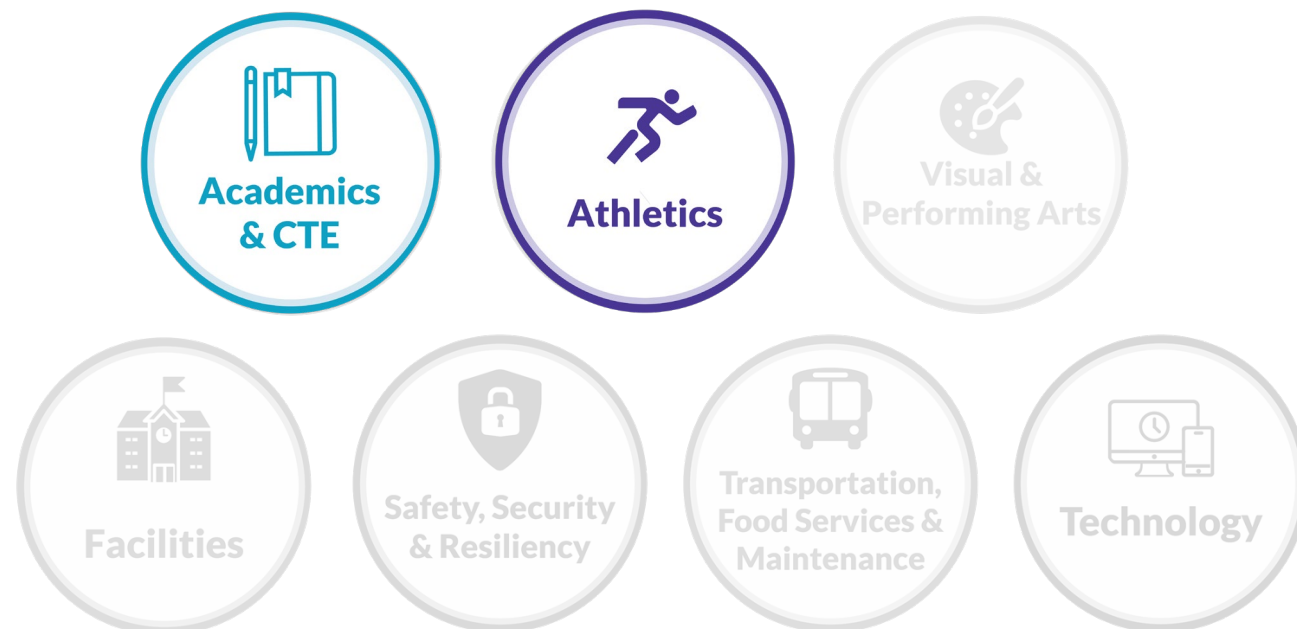 Academics
& CTE
Athletics
Visual &
Performing Arts
Facilities
Safety, Security
& Resiliency
Transportation,
Food Services &
Maintenance
Technology